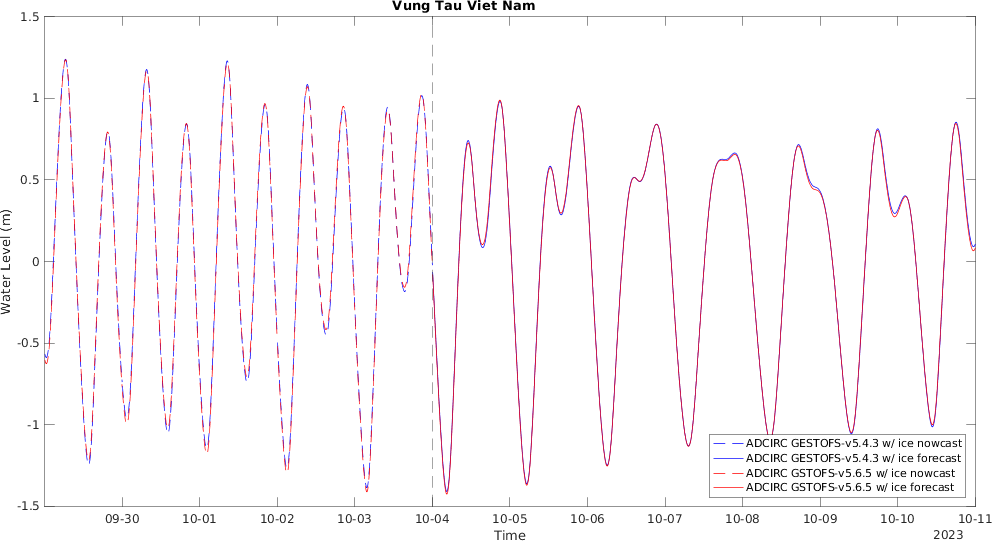 Vung Tau Viet Nam
1.5
1
0.5
0
-0.5
-1
-1.5
Water Level (m)
09-30 10-01 10-02 10-03 10-04 10-05 10-06 10-07 10-08 10-09 10-10 10-11
Time
2023
ADCIRC GESTOFS-v5.4.3 w/ ice nowcast
ADCIRC GESTOFS-v5.4.3 w/ ice forecast
ADCIRC GSTOFS-v5.6.5 w/ ice nowcast
ADCIRC GSTOFS-v5.6.5 w/ ice forecast